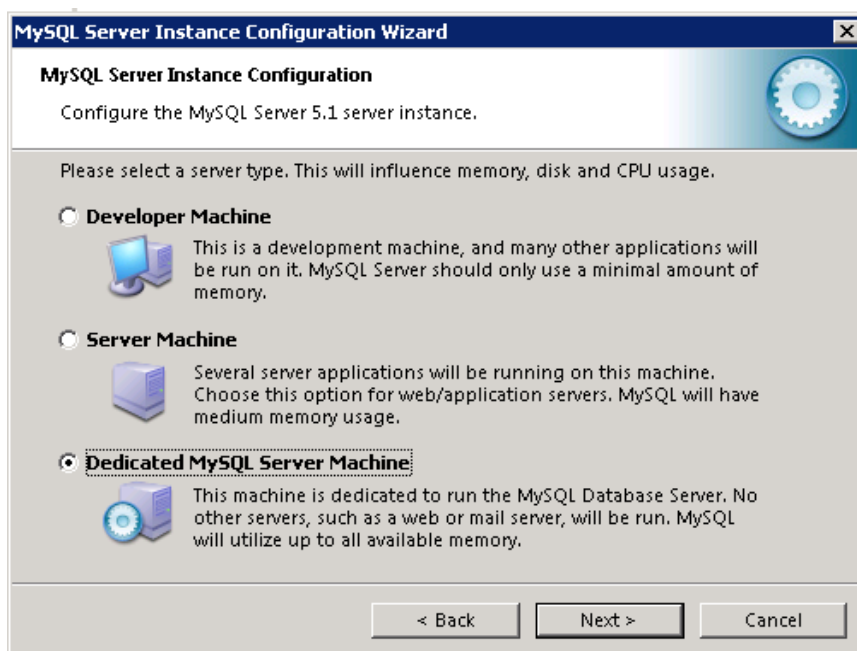 MySQL Server Instance Configuration Wizard
MySQL Server Instance Configuration
Configure the MySQL Server 5.1 server instance.
Please select a server type. This will influence memory, disk and CPU usage.
Developer Machine
This is a development machine, and many other applications will
be run on it. MySQL Server should only use a minimal amount of
memory.
Server Machine
Several server applications will be running on this machine.
Choose this option for web/application servers. MySQL will have
medium memory usage.
Dedicated MySQL Server Machine
This machine is dedicated to run the MySQL Database Server. No
other servers, such as a web or mail server, will be run. MySQL
will utilize up to all available memory.
< Back Next > Cancel